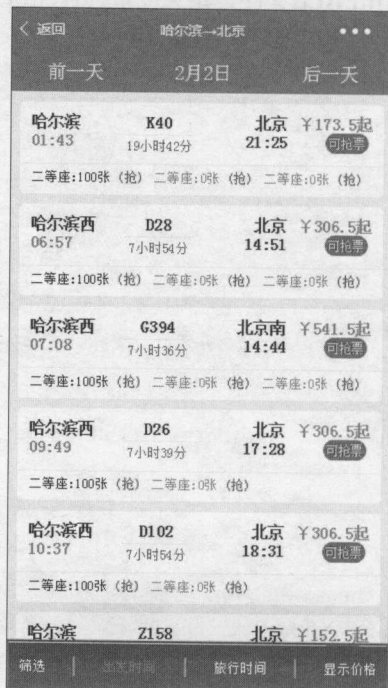 < 返回 哈尔滨→北京 •••
前一天 2月2日 后一天
哈尔滨 K40 北京 ¥173.5起
01:43 19小时42分 21:25 可抢票
二等座:100张（抢） 二等座:0张（抢） 二等座:0张（抢）
哈尔滨西 D28 北京 ¥306.5起
06:57 7小时54分 14:51 可抢票
二等座:100张（抢） 二等座:0张（抢） 二等座:0张（抢）
哈尔滨西 G394 北京南 ¥541.5起
07:08 7小时36分 14:44 可抢票
二等座:100张（抢） 二等座:0张（抢） 二等座:0张（抢）
哈尔滨西 D26 北京 ¥306.5起
09:49 7小时39分 17:28 可抢票
二等座:100张（抢） 二等座:0张（抢）
哈尔滨西 D102 北京 ¥306.5起
10:37 7小时54分 18:31 可抢票
二等座:100张（抢） 二等座:0张（抢）
哈尔滨 Z158 北京 ¥152.5起
筛选 出发时间 旅行时间 显示价格